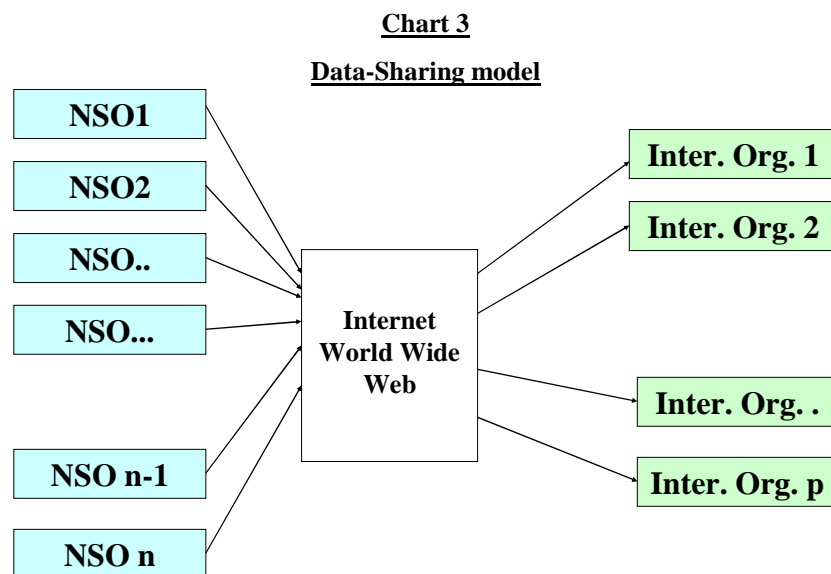 Chart 3
Data-Sharing model
NSO1
NSO2
NSO..
NSO...
NSO n-1
NSO n
Internet
World Wide
Web
Inter. Org. 1
Inter. Org. 2
Inter. Org. .
Inter. Org. p